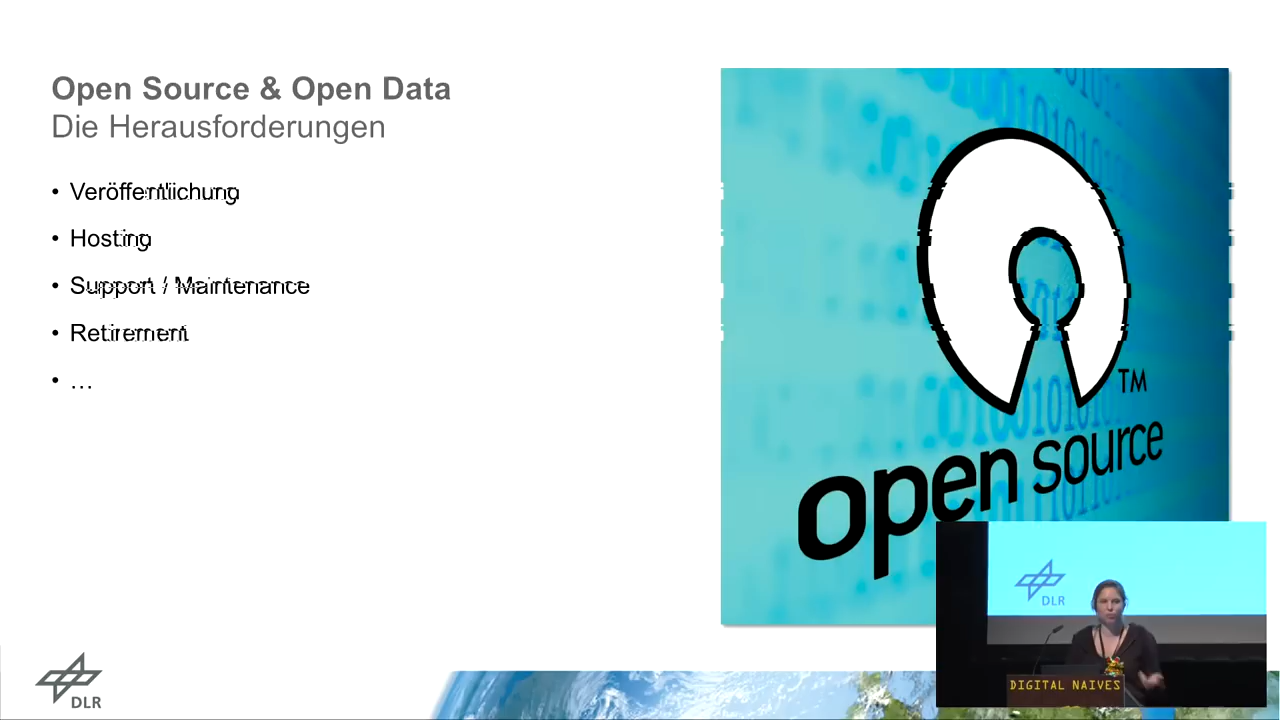 Open Source & Open Data
Die Herausforderungen
• Veröffentlichung
• Hosting
• Support / Maintenance
• Retirement
• …
TM
open source
DLR
DIGITAL NAIVES
DLR